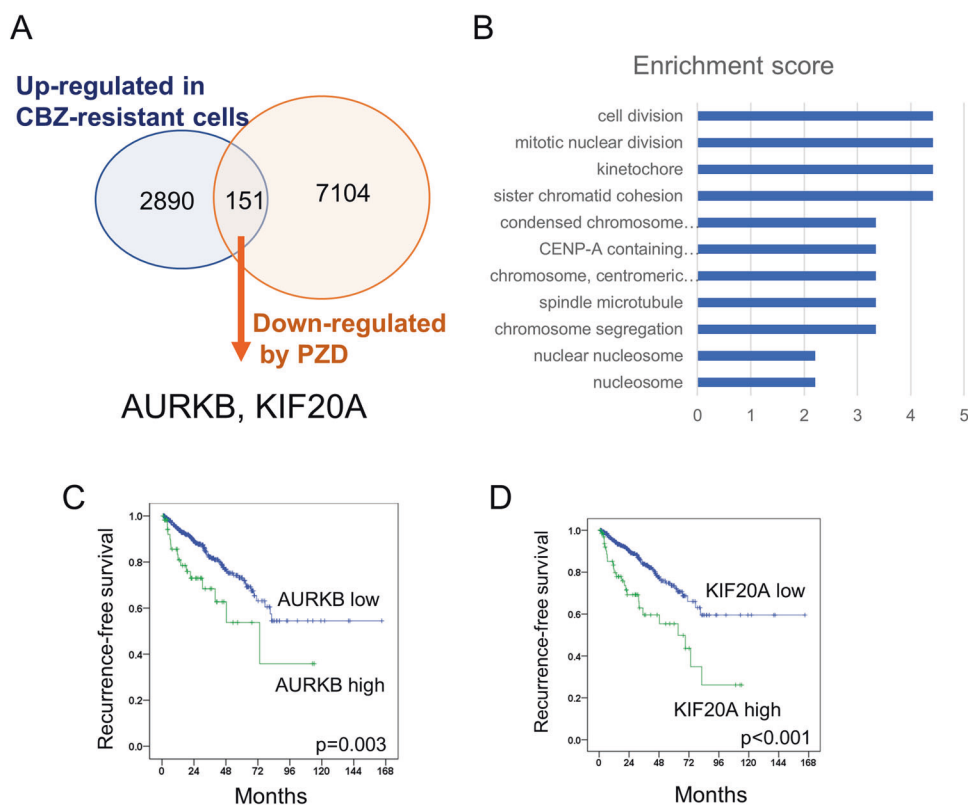 A
Up-regulated in
CBZ-resistant cells
2890
151
7104
Down-regulated
by PZD
AURKB, KIF20A
B
Enrichment score
cell division
mitotic nuclear division
kinetochore
sister chromatid cohesion
condensed chromosome…
CENP-A containing…
chromosome, centromeric…
spindle microtubule
chromosome segregation
nuclear nucleosome
nucleosome
0 1 2 3 4 5
C
Recurrence-free survival
1.0
0.8
0.6
0.4
0.2
0.0
AURKB low
AURKB high
p=0.003
0 24 48 72 96 120 144 168
Months
D
Recurrence-free survival
1.0
0.8
0.6
0.4
0.2
0.0
KIF20A low
KIF20A high
p<0.001
0 24 48 72 96 120 144 168
Months